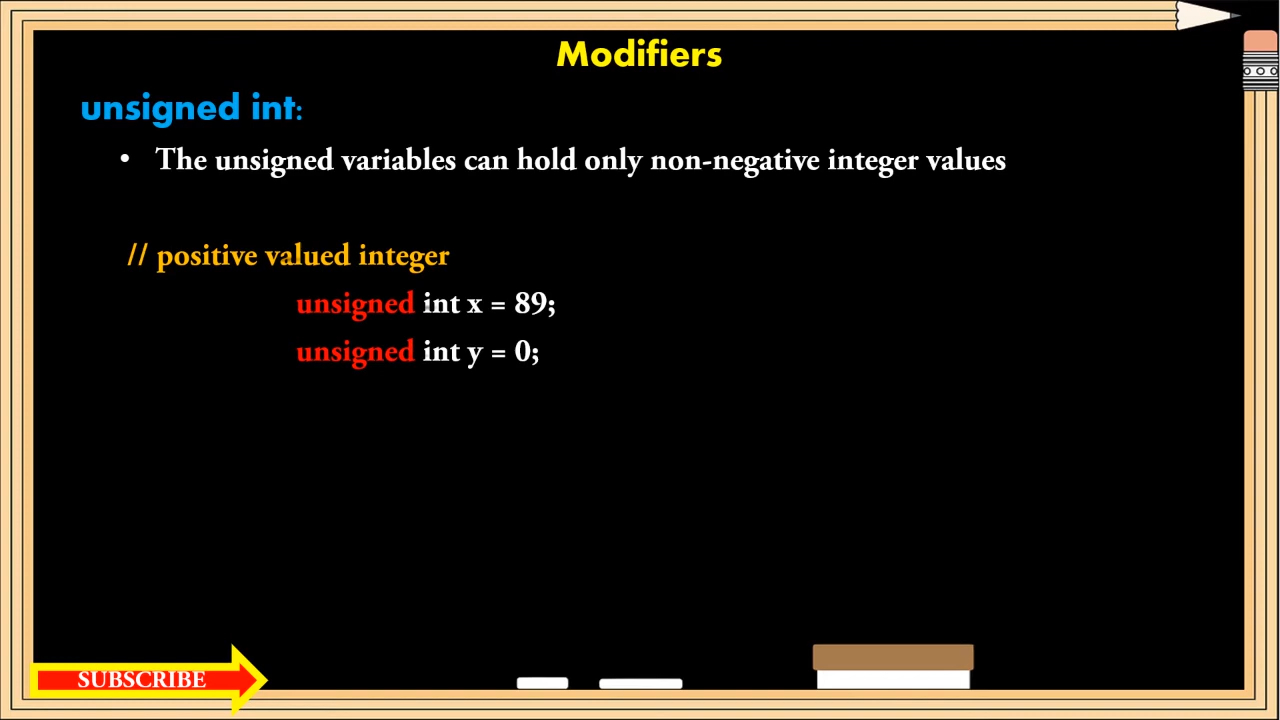 Modifiers
unsigned int:
• The unsigned variables can hold only non-negative integer values
// positive valued integer
unsigned int x = 89;
unsigned int y = 0;
SUBSCRIBE